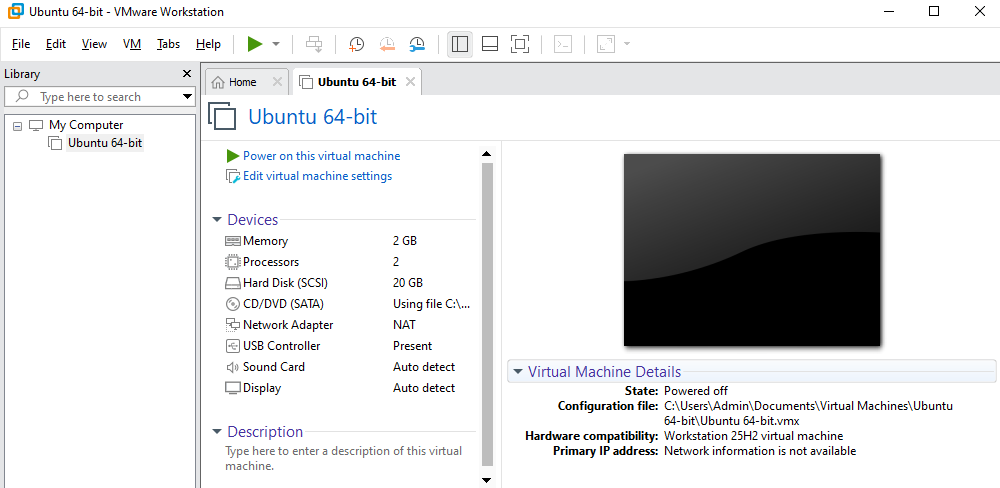 Ubuntu 64-bit - VMware Workstation
File Edit View VM Tabs Help
Library
Type here to search
My Computer
Ubuntu 64-bit
Home
Ubuntu 64-bit
Ubuntu 64-bit
Power on this virtual machine
Edit virtual machine settings
Devices
Memory 2 GB
Processors 2
Hard Disk (SCSI) 20 GB
CD/DVD (SATA) Using file C:\...
Network Adapter NAT
USB Controller Present
Sound Card Auto detect
Display Auto detect
Description
Type here to enter a description of this virtual
machine.
Virtual Machine Details
State: Powered off
Configuration file: C:\Users\Admin\Documents\Virtual Machines\Ubuntu
64-bit\Ubuntu 64-bit.vmx
Hardware compatibility: Workstation 25H2 virtual machine
Primary IP address: Network information is not available